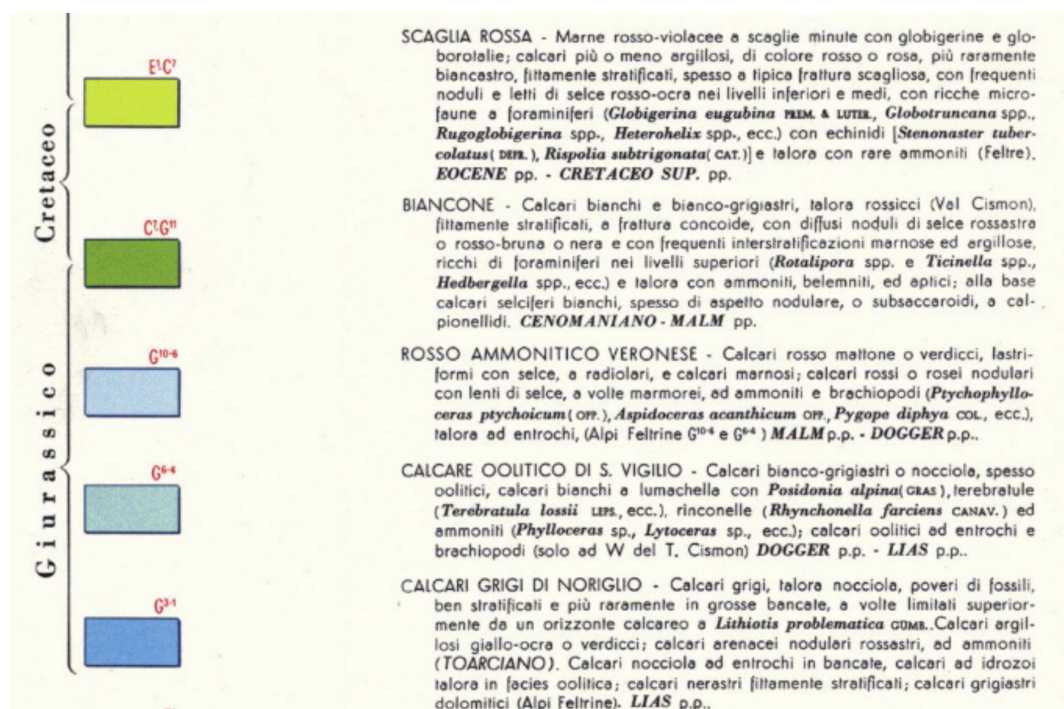 E¹-C⁷
SCAGLIA ROSSA - Marne rosso-violacee a scaglie minute con globigerine e glo-
borotalie; calcari più o meno argillosi, di colore rosso o rosa, più raramente
biancastro, fittamente stratificati, spesso a tipica frattura scagliosa, con frequenti
noduli e letti di selce rosso-ocra nei livelli inferiori e medi, con ricche micro-
faune a foraminiferi (Globigerina eugubina PREM. & LUTER., Globotruncana spp.,
Rugoglobigerina spp., Heterohelix spp., ecc.) con echinidi [Stenonaster tuber-
colatus (DEFR.), Rispolia subtrigonata (CAT.)] e talora con rare ammoniti (Feltre).
EOCENE pp. - CRETACEO SUP. pp.
Cretaceo
C⁷-G¹¹
BIANCONE - Calcari bianchi e bianco-grigiastri, talora rossicci (Val Cismon),
fittamente stratificati, a frattura concoide, con diffusi noduli di selce rossastra
o rosso-bruna o nera e con frequenti interstratificazioni marnose ed argillose,
ricchi di foraminiferi nei livelli superiori (Rotalipora spp. e Ticinella spp.,
Hedbergella spp., ecc.) e talora con ammoniti, belemniti, ed aptici; alla base
calcari selciferi bianchi, spesso di aspetto nodulare, o subsaccaroidi, a cal-
pionellidi. CENOMANIANO - MALM pp.
G¹⁰⁻⁶
ROSSO AMMONITICO VERONESE - Calcari rosso mattone o verdicci, lastri-
formi con selce, a radiolari, e calcari marnosi; calcari rossi o rosei nodulari
con lenti di selce, a volte marmorei, ad ammoniti e brachiopodi (Ptychophyllo-
ceras ptychoicum (OPP.), Aspidoceras acanthicum OPP., Pygope diphya COL., ecc.),
talora ad entrochi, (Alpi Feltrine G¹⁰⁻⁶ e G⁶⁻⁴) MALM p.p. - DOGGER p.p..
Giurassico
G⁶⁻⁴
CALCARE OOLITICO DI S. VIGILIO - Calcari bianco-grigiastri o nocciola, spesso
oolitici, calcari bianchi a lumachella con Posidonia alpina (GRAS), terebratule
(Terebratula lossii LEPS., ecc.), rinconelle (Rhynchonella farciens CANAV.) ed
ammoniti (Phylloceras sp., Lytoceras sp., ecc.); calcari oolitici ad entrochi e
brachiopodi (solo ad W del T. Cismon) DOGGER p.p. - LIAS p.p..
G³⁻¹
CALCARI GRIGI DI NORIGLIO - Calcari grigi, talora nocciola, poveri di fossili,
ben stratificati e più raramente in grosse bancate, a volte limitati superior-
mente da un orizzonte calcareo a Lithiotis problematica GÜMB.. Calcari argil-
losi giallo-ocra o verdicci; calcari arenacei nodulari rossastri, ad ammoniti
(TOARCIANO). Calcari nocciola ad entrochi in bancate, calcari ad idrozoi
talora in facies oolitica; calcari nerastri fittamente stratificati; calcari grigiastri
dolomitici (Alpi Feltrine). LIAS p.p..